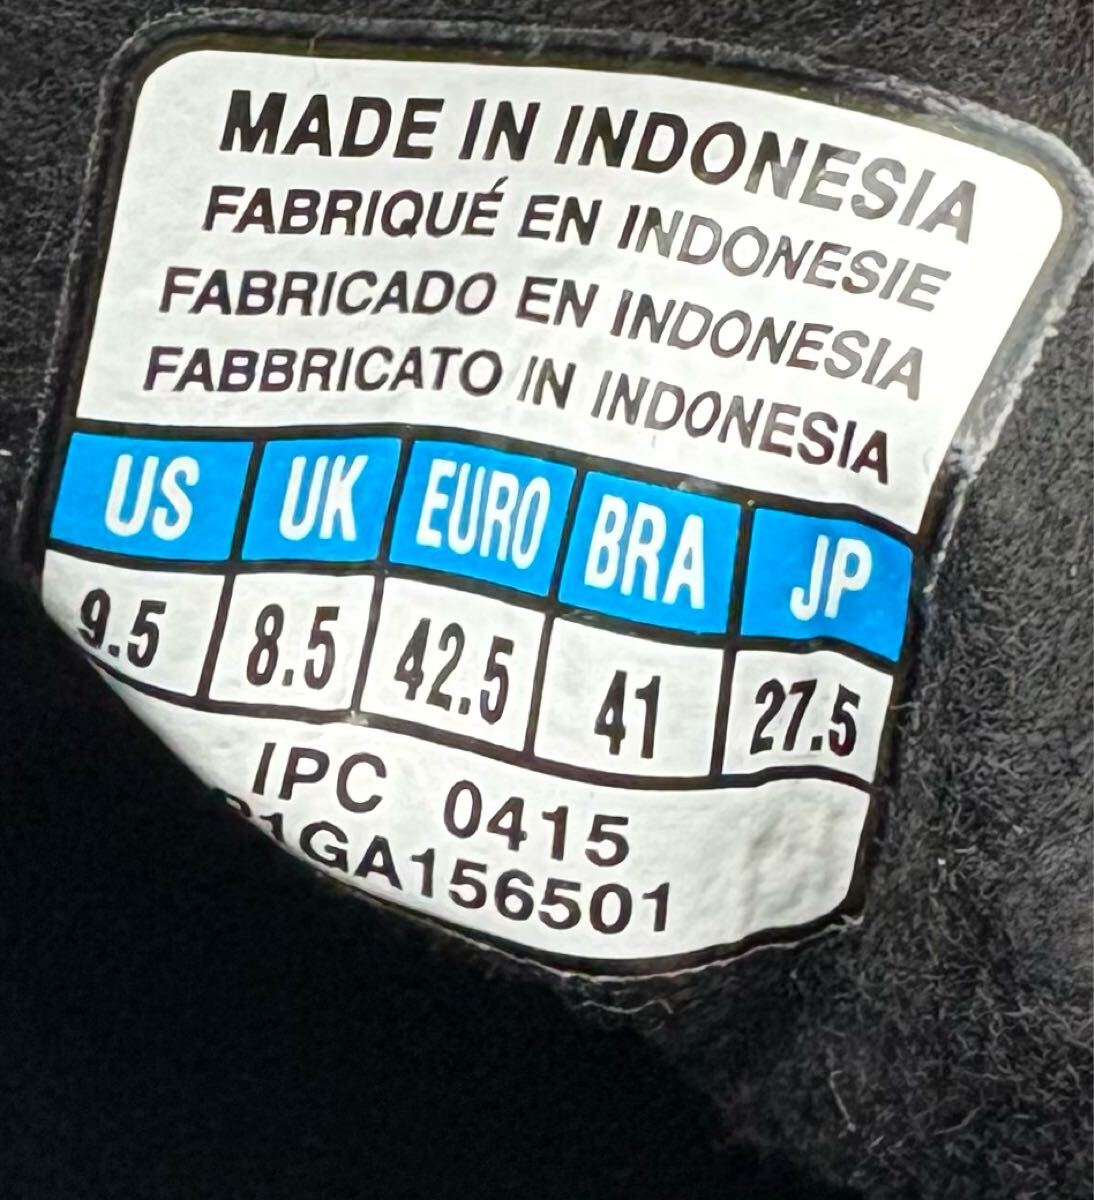 MADE IN INDONESIA
FABRIQUÉ EN INDONESIE
FABRICADO EN INDONESIA
FABBRICATO IN INDONESIA
US UK EURO BRA JP
9.5 8.5 42.5 41 27.5
IPC 0415